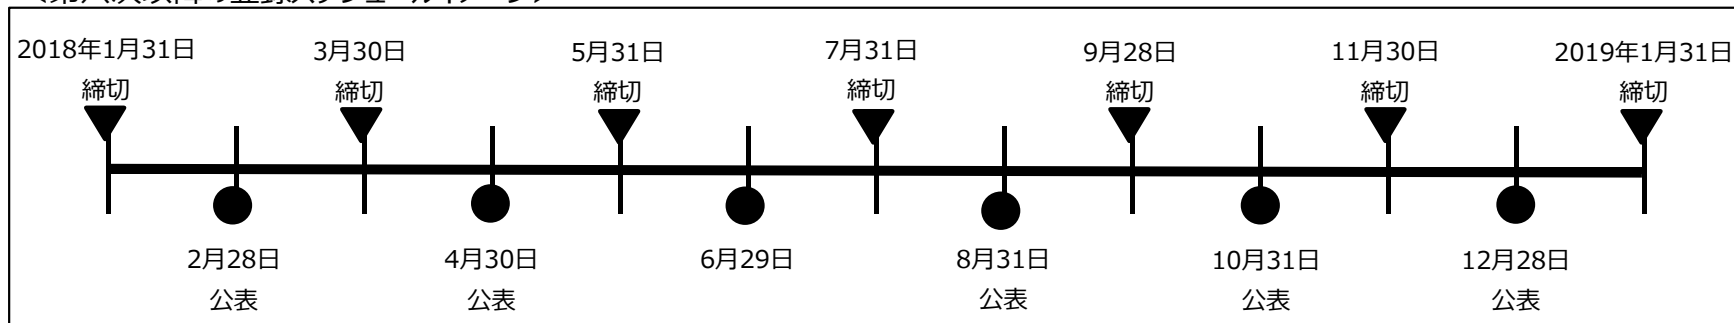 2018年1月31日 3月30日 5月31日 7月31日 9月28日 11月30日 2019年1月31日
締切 締切 締切 締切 締切 締切 締切
2月28日 4月30日 6月29日 8月31日 10月31日 12月28日
公表 公表 公表 公表 公表